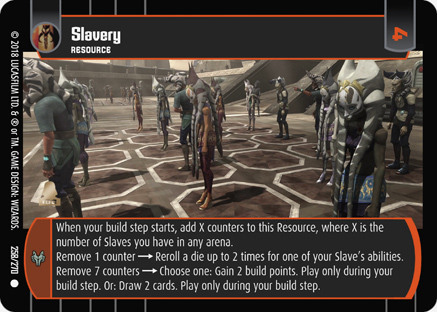 Slavery
RESOURCE
4
© 2018 LUCASFILM LTD. & ® or TM. GAME DESIGN: WIZARDS.
258/270
When your build step starts, add X counters to this Resource, where X is the
number of Slaves you have in any arena.
Remove 1 counter → Reroll a die up to 2 times for one of your Slave's abilities.
Remove 7 counters → Choose one: Gain 2 build points. Play only during your
build step. Or: Draw 2 cards. Play only during your build step.